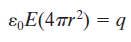 ε₀E(4πr²) = q